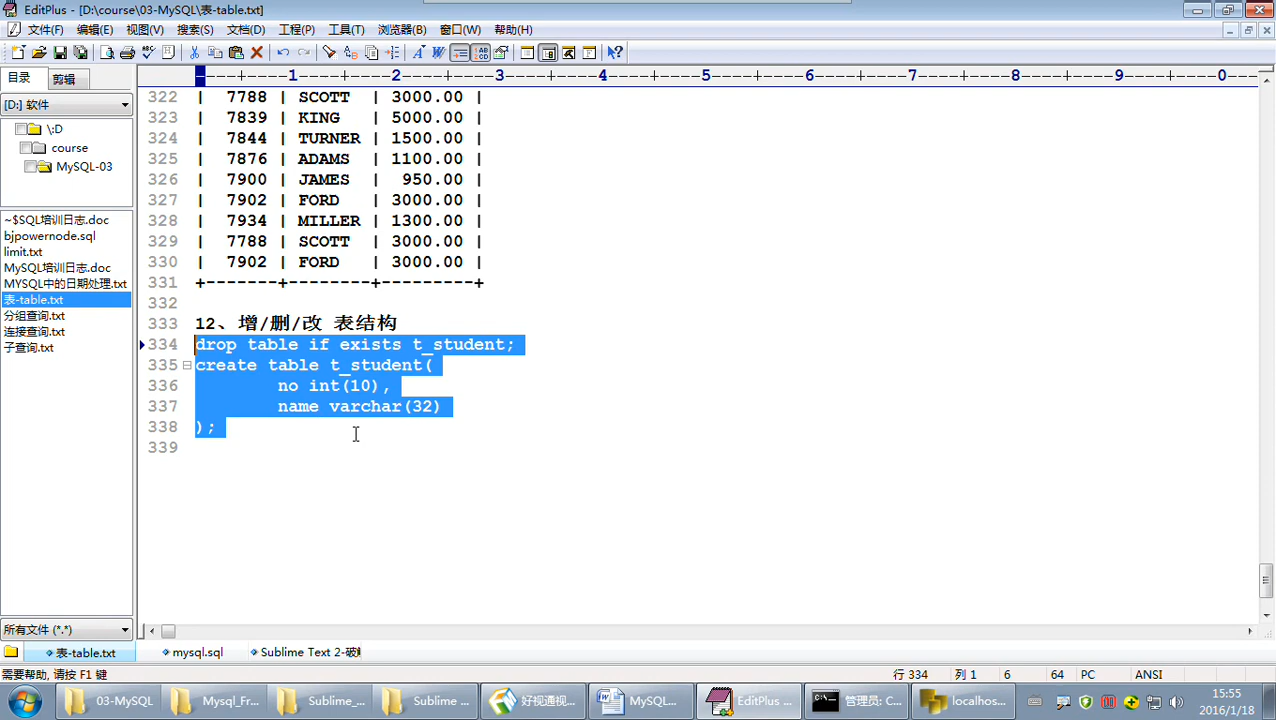 EditPlus - [D:\course\03-MySQL\表-table.txt]
文件(F) 编辑(E) 视图(V) 搜索(S) 文档(D) 工程(P) 工具(T) 浏览器(B) 窗口(W) 帮助(H)
目录 剪辑
[D:] 软件
\:D
course
MySQL-03
~$SQL培训日志.doc
bjpowernode.sql
limit.txt
MySQL培训日志.doc
MYSQL中的日期处理.txt
表-table.txt
分组查询.txt
连接查询.txt
子查询.txt
所有文件 (*.*)
----+----1----+----2----+----3----+----4----+----5----+----6----+----7----+----8----+----9----+----0----
322 | 7788 | SCOTT | 3000.00 |
323 | 7839 | KING | 5000.00 |
324 | 7844 | TURNER | 1500.00 |
325 | 7876 | ADAMS | 1100.00 |
326 | 7900 | JAMES | 950.00 |
327 | 7902 | FORD | 3000.00 |
328 | 7934 | MILLER | 1300.00 |
329 | 7788 | SCOTT | 3000.00 |
330 | 7902 | FORD | 3000.00 |
331 +-------+--------+---------+
332
333 12、增/删/改 表结构
334 drop table if exists t_student;
335 create table t_student(
336 no int(10),
337 name varchar(32)
338 );
339
表-table.txt mysql.sql Sublime Text 2-破
需要帮助, 请按 F1 键 行 334 列 1 6 64 PC ANSI
03-MySQL Mysql_Fr... Sublime_... Sublime ... 好视通视... MySQL... EditPlus ... 管理员: C... localhos... 15:55
2016/1/18